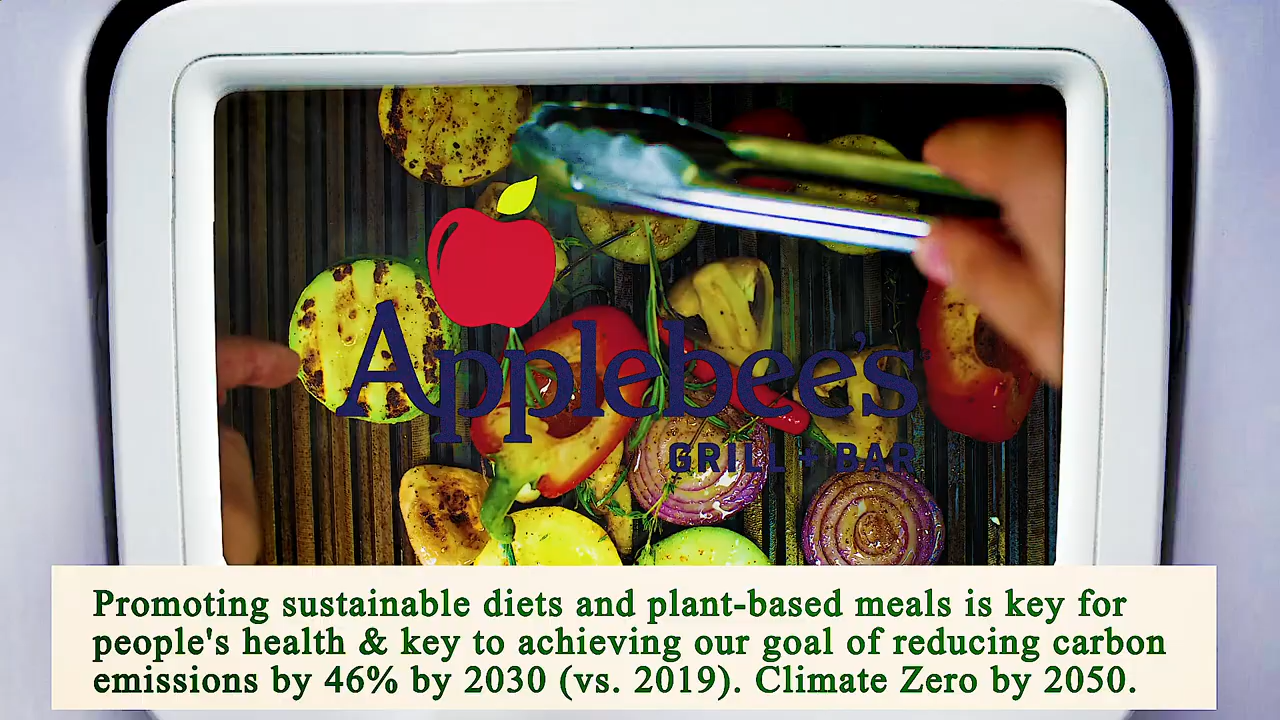 Applebee's
GRILL + BAR
Promoting sustainable diets and plant-based meals is key for
people's health & key to achieving our goal of reducing carbon
emissions by 46% by 2030 (vs. 2019). Climate Zero by 2050.